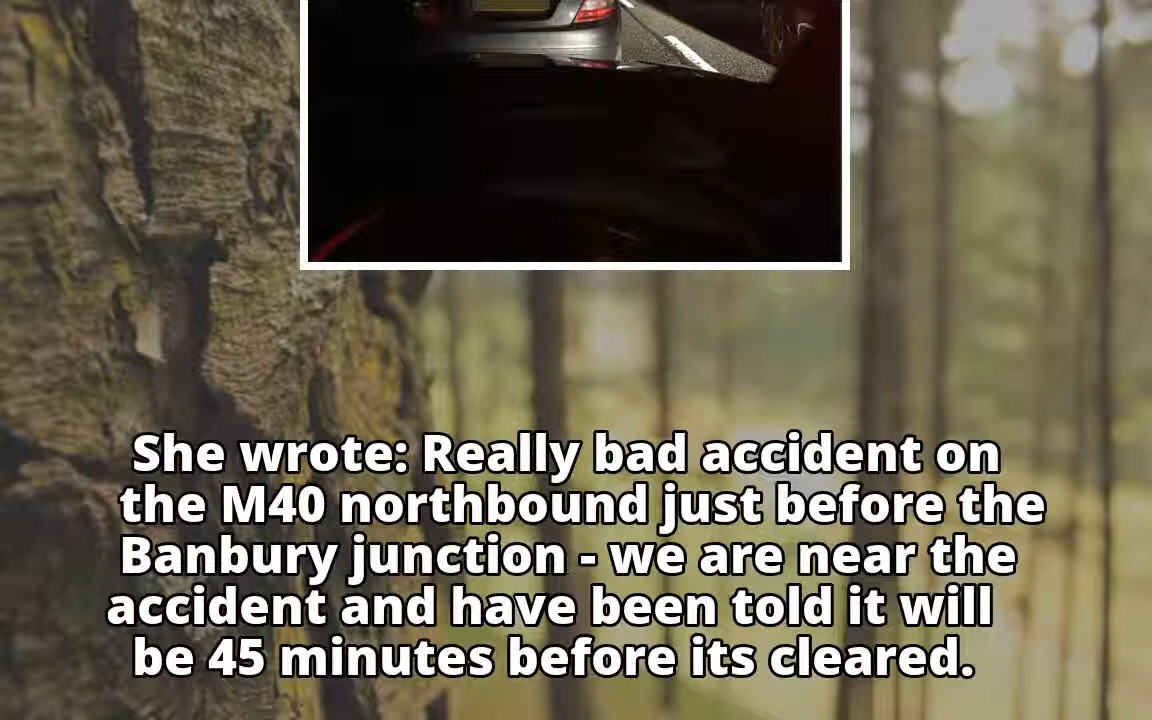 She wrote: Really bad accident on
the M40 northbound just before the
Banbury junction - we are near the
accident and have been told it will
be 45 minutes before its cleared.